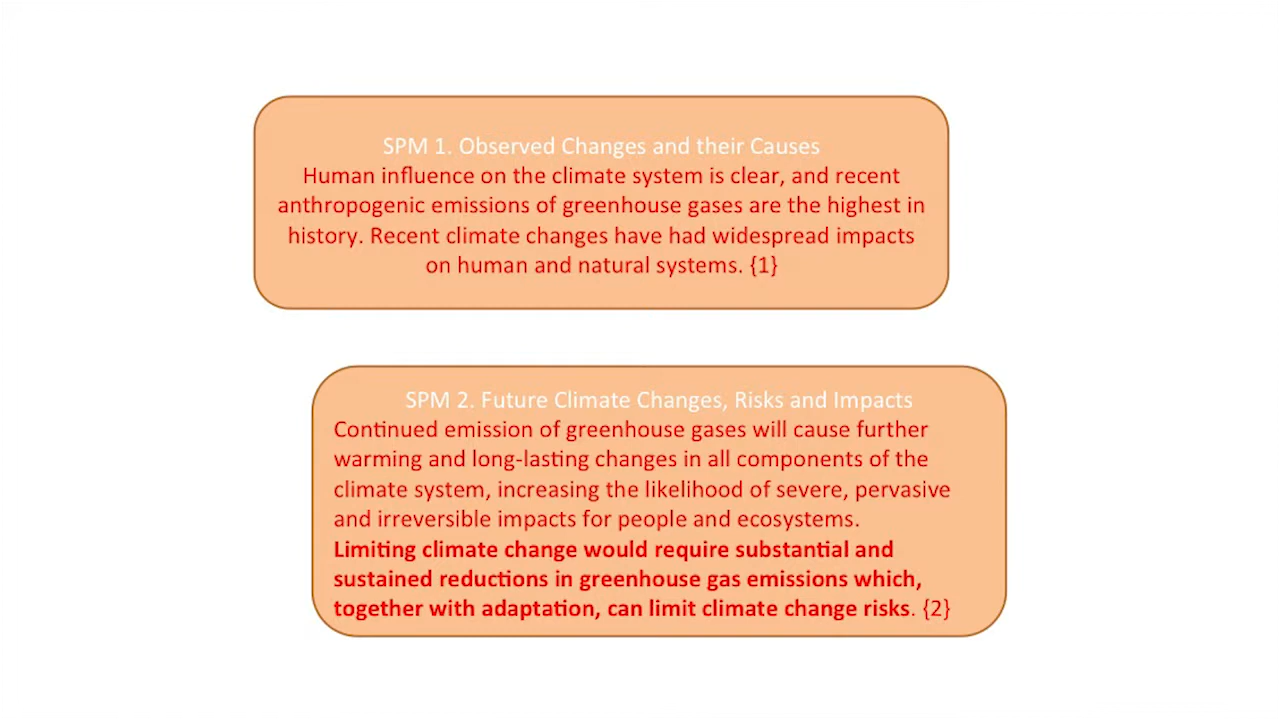 SPM 1. Observed Changes and their Causes
Human influence on the climate system is clear, and recent
anthropogenic emissions of greenhouse gases are the highest in
history. Recent climate changes have had widespread impacts
on human and natural systems. {1}
SPM 2. Future Climate Changes, Risks and Impacts
Continued emission of greenhouse gases will cause further
warming and long-lasting changes in all components of the
climate system, increasing the likelihood of severe, pervasive
and irreversible impacts for people and ecosystems.
Limiting climate change would require substantial and
sustained reductions in greenhouse gas emissions which,
together with adaptation, can limit climate change risks. {2}